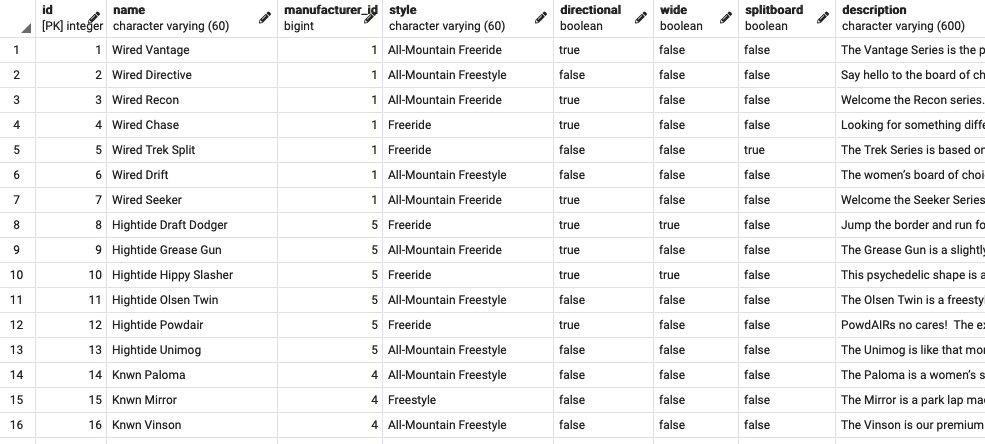 id name manufacturer_id style directional wide splitboard description
[PK] integer character varying (60) bigint character varying (60) boolean boolean boolean character varying (600)
1 1 Wired Vantage 1 All-Mountain Freeride true false false The Vantage Series is the p
2 2 Wired Directive 1 All-Mountain Freestyle false false false Say hello to the board of ch
3 3 Wired Recon 1 All-Mountain Freeride true false false Welcome the Recon series.
4 4 Wired Chase 1 Freeride true false false Looking for something diffe
5 5 Wired Trek Split 1 Freeride false false true The Trek Series is based on
6 6 Wired Drift 1 All-Mountain Freestyle false false false The women’s board of choi
7 7 Wired Seeker 1 All-Mountain Freestyle true false false Welcome the Seeker Series
8 8 Hightide Draft Dodger 5 Freeride true true false Jump the border and run fo
9 9 Hightide Grease Gun 5 All-Mountain Freeride true false false The Grease Gun is a slightly
10 10 Hightide Hippy Slasher 5 Freeride true true false This psychedelic shape is a
11 11 Hightide Olsen Twin 5 All-Mountain Freestyle false false false The Olsen Twin is a freesty
12 12 Hightide Powdair 5 Freeride true false false PowdAIRs no cares! The ex
13 13 Hightide Unimog 5 All-Mountain Freestyle false false false The Unimog is like that mor
14 14 Knwn Paloma 4 All-Mountain Freestyle false false false The Paloma is a women’s s
15 15 Knwn Mirror 4 Freestyle false false false The Mirror is a park lap ma
16 16 Knwn Vinson 4 All-Mountain Freestyle false false false The Vinson is our premium